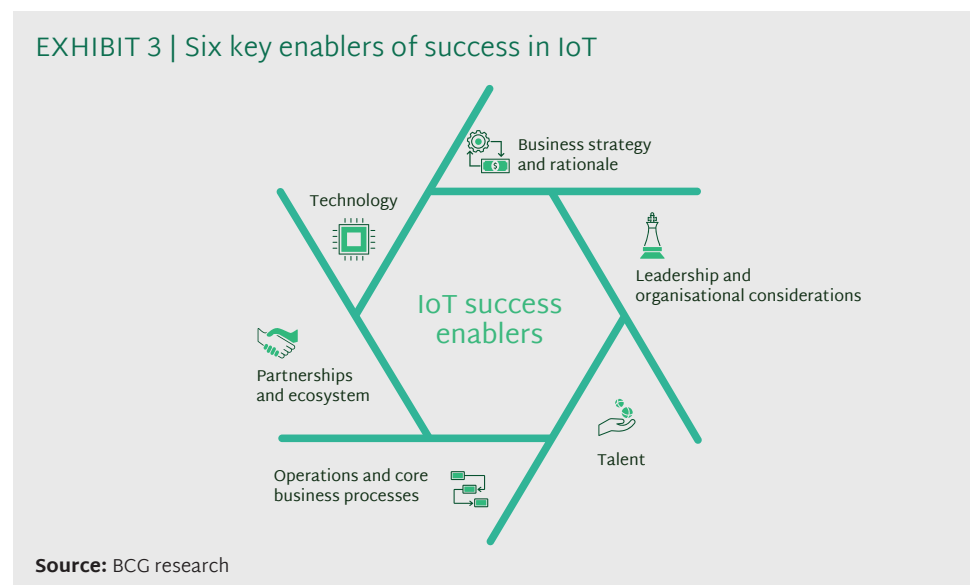 EXHIBIT 3 | Six key enablers of success in IoT
Business strategy
and rationale
Technology
$
Leadership and
organisational considerations
IoT success
enablers
Partnerships
and ecosystem
Talent
Operations and core
business processes
Source: BCG research